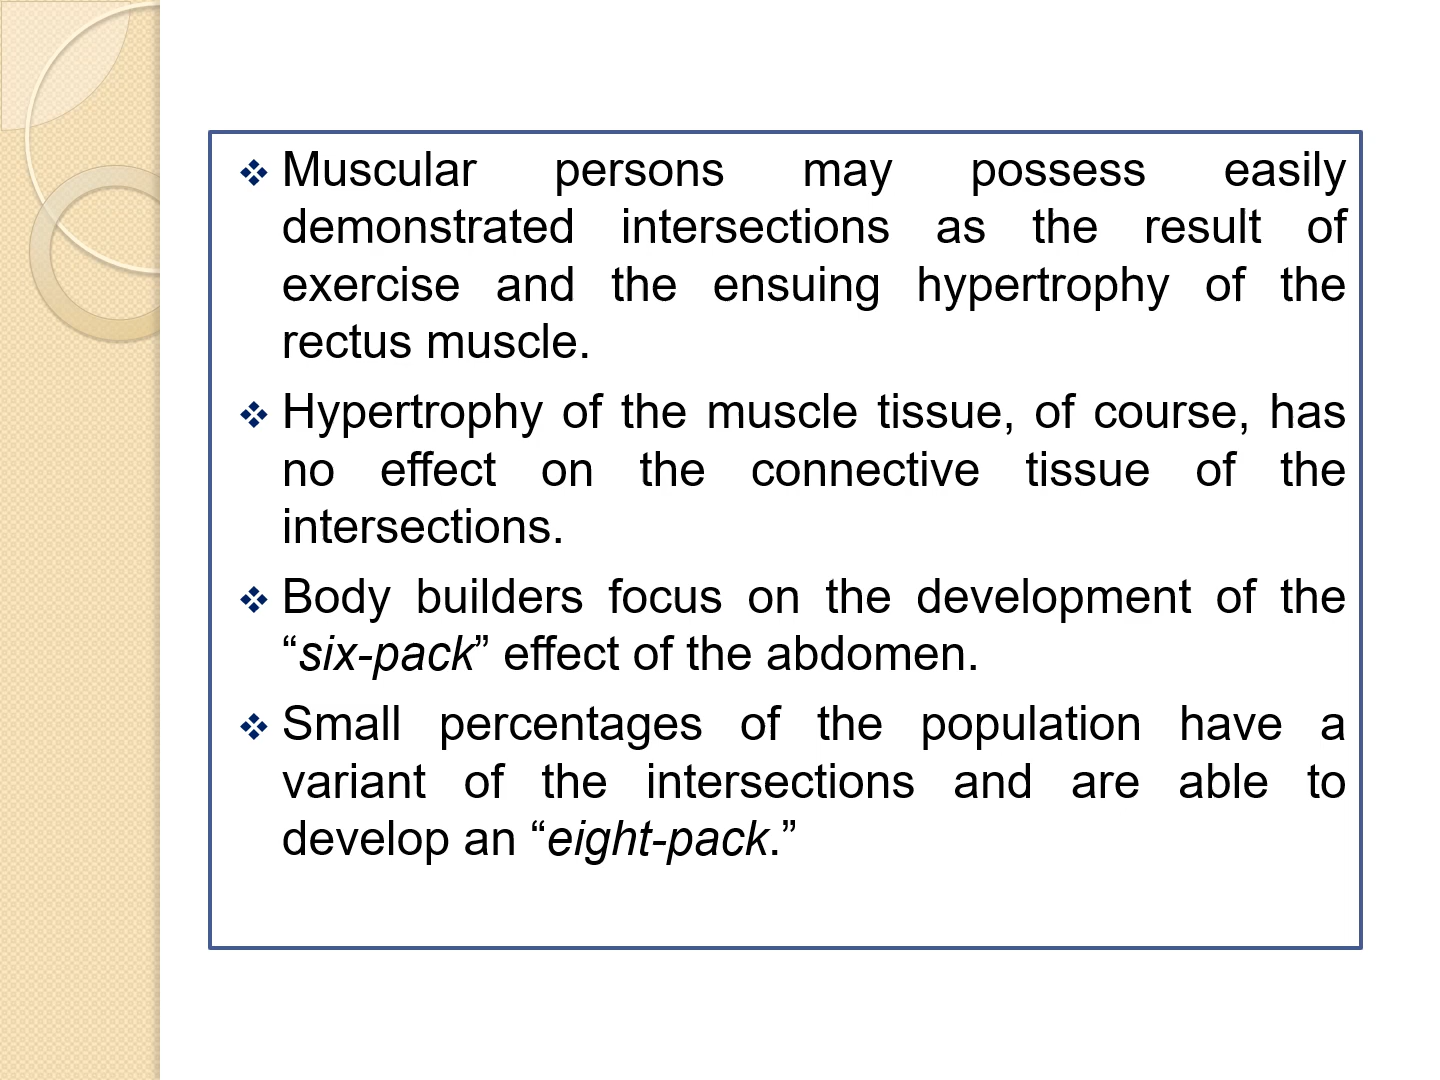 ❖ Muscular persons may possess easily
demonstrated intersections as the result of
exercise and the ensuing hypertrophy of the
rectus muscle.
❖ Hypertrophy of the muscle tissue, of course, has
no effect on the connective tissue of the
intersections.
❖ Body builders focus on the development of the
“six-pack” effect of the abdomen.
❖ Small percentages of the population have a
variant of the intersections and are able to
develop an “eight-pack.”